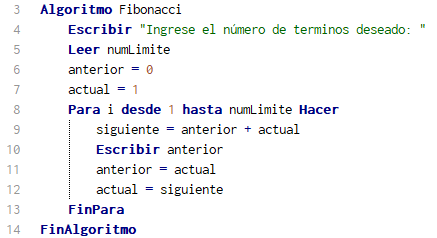 3 Algoritmo Fibonacci
4 Escribir "Ingrese el número de terminos deseado: "
5 Leer numLimite
6 anterior = 0
7 actual = 1
8 Para i desde 1 hasta numLimite Hacer
9 siguiente = anterior + actual
10 Escribir anterior
11 anterior = actual
12 actual = siguiente
13 FinPara
14 FinAlgoritmo